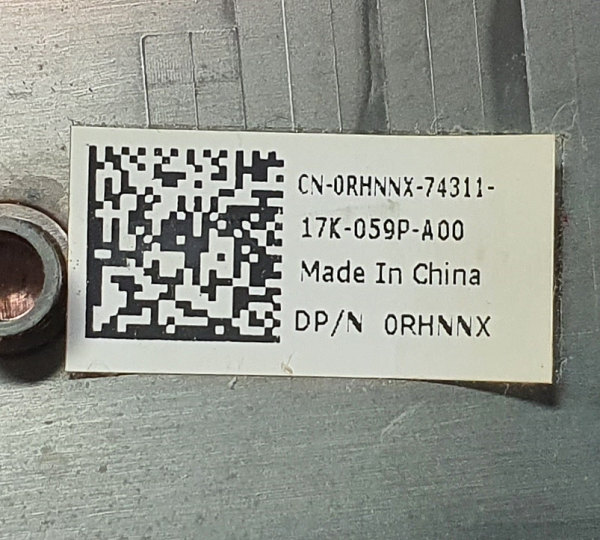 CN-0RHNNX-74311-
17K-059P-A00
Made In China
DP/N 0RHNNX